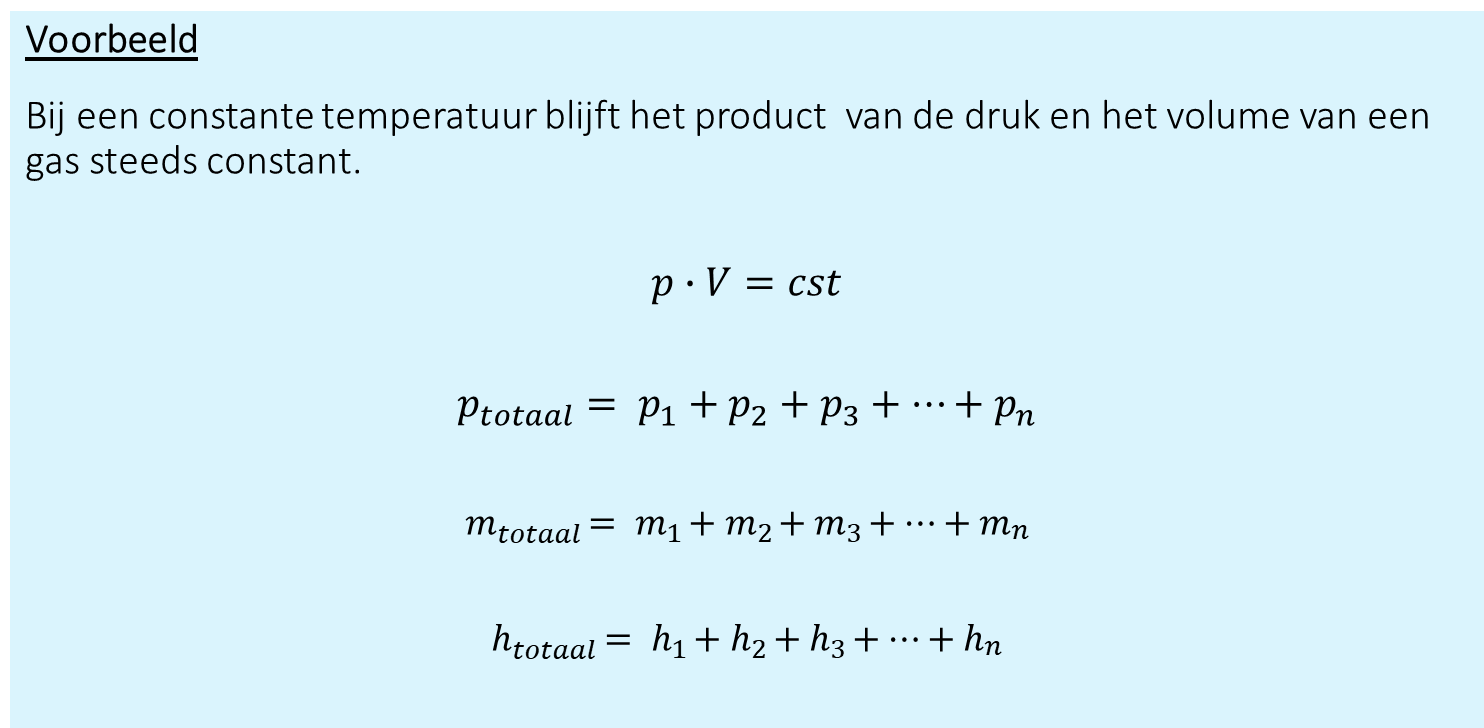 Voorbeeld
Bij een constante temperatuur blijft het product van de druk en het volume van een
gas steeds constant.
p · V = cst
p_totaal = p_1 + p_2 + p_3 + ⋯ + p_n
m_totaal = m_1 + m_2 + m_3 + ⋯ + m_n
h_totaal = h_1 + h_2 + h_3 + ⋯ + h_n